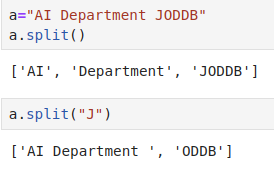 a="AI Department JODDB"
a.split()
['AI', 'Department', 'JODDB']
a.split("J")
['AI Department ', 'ODDB']